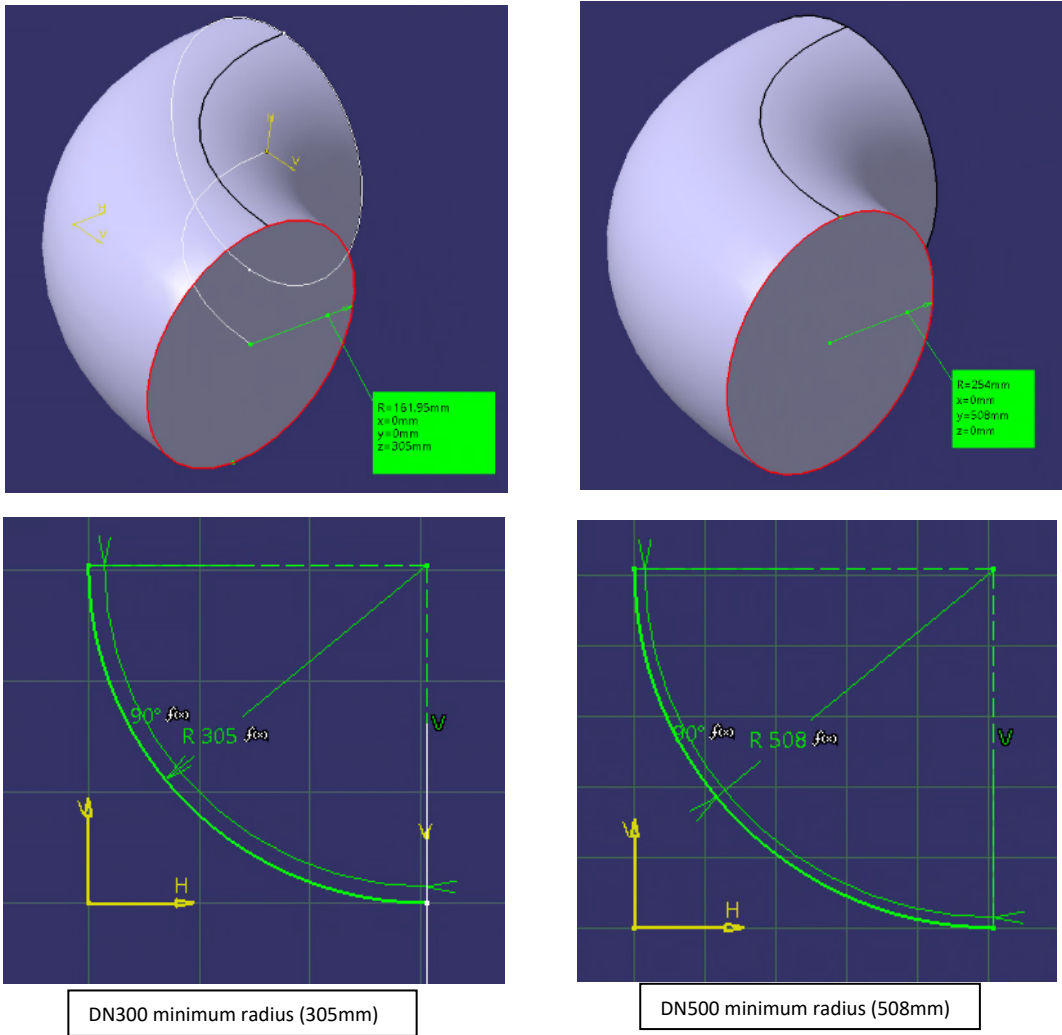 H
V
H
V
R=161.95mm
x=0mm
y=0mm
z=305mm
R=254mm
x=0mm
y=508mm
z=0mm
90° f(x)
R 305 f(x)
V
V
V
H
90° f(x)
R 508 f(x)
V
V
H
DN300 minimum radius (305mm)
DN500 minimum radius (508mm)